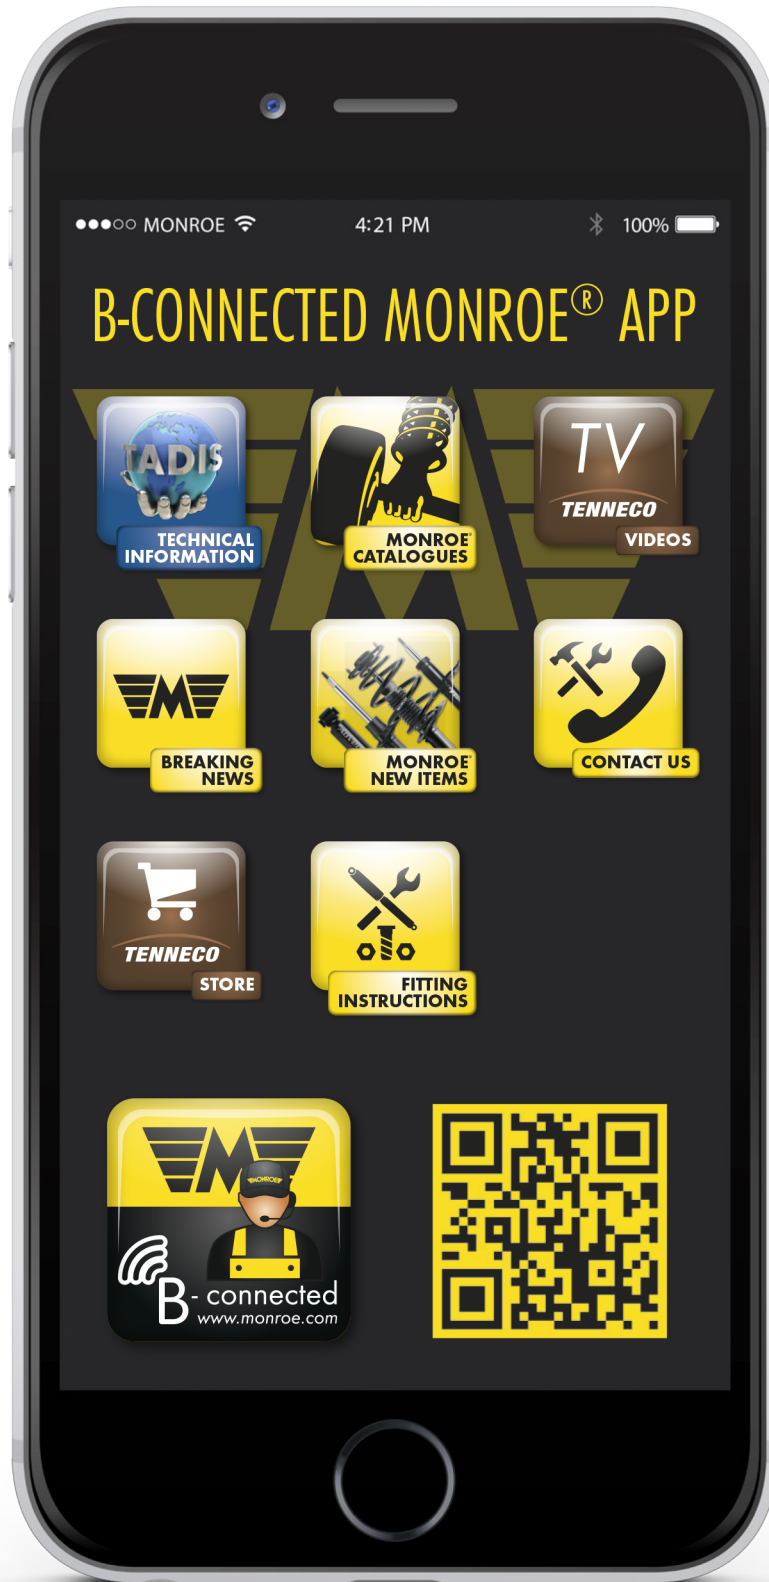 MONROE
4:21 PM
100%
B-CONNECTED MONROE® APP
TADIS
TECHNICAL
INFORMATION
MONROE®
CATALOGUES
TV
TENNECO
VIDEOS
M
BREAKING
NEWS
MONROE®
NEW ITEMS
CONTACT US
TENNECO
STORE
FITTING
INSTRUCTIONS
M
MONROE
B - connected
www.monroe.com